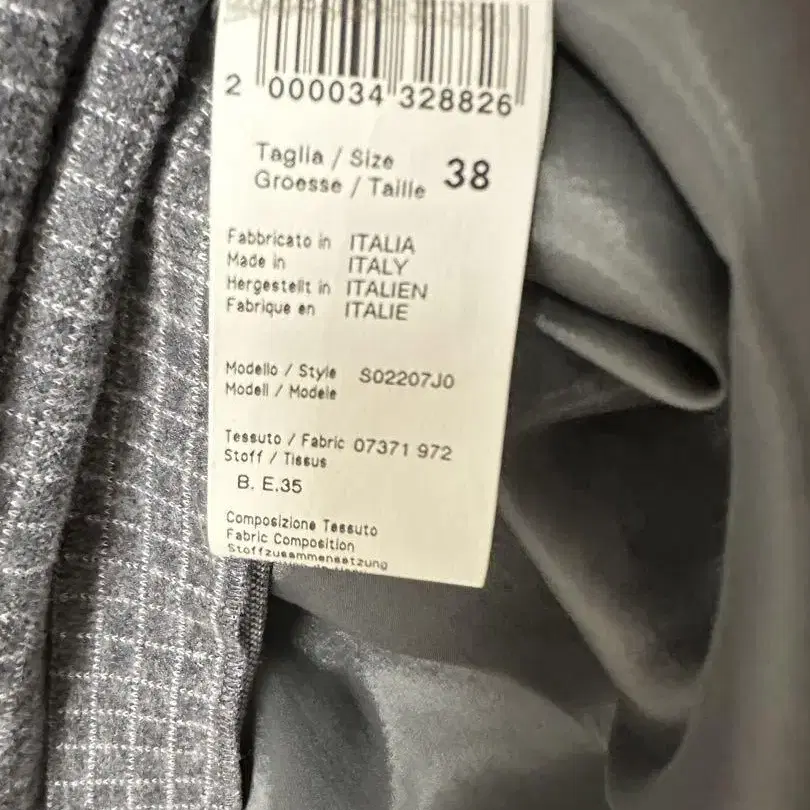 2 000034 328826
Taglia / Size 38
Groesse / Taille
Fabbricato in ITALIA
Made in ITALY
Hergestellt in ITALIEN
Fabrique en ITALIE
Modello / Style S02207J0
Modell / Modele
Tessuto / Fabric 07371 972
Stoff / Tissus
B. E.35
Composizione Tessuto
Fabric Composition
Stoffzusammensetzung